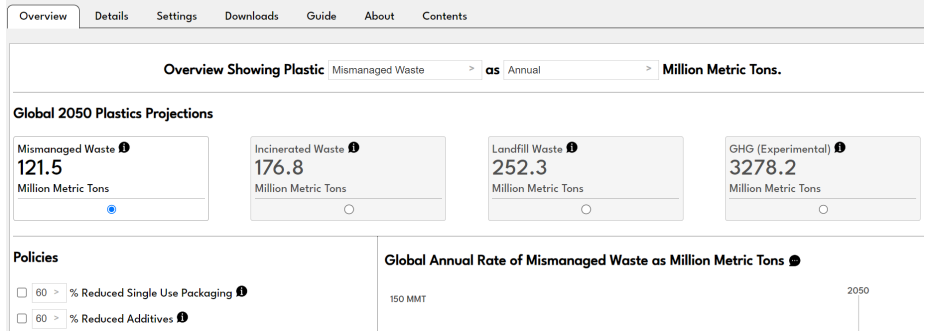 Overview Details Settings Downloads Guide About Contents
Overview Showing Plastic Mismanaged Waste > as Annual > Million Metric Tons.
Global 2050 Plastics Projections
Mismanaged Waste
121.5
Million Metric Tons
Incinerated Waste
176.8
Million Metric Tons
Landfill Waste
252.3
Million Metric Tons
GHG (Experimental)
3278.2
Million Metric Tons
Policies
60 > % Reduced Single Use Packaging
60 > % Reduced Additives
Global Annual Rate of Mismanaged Waste as Million Metric Tons
150 MMT
2050